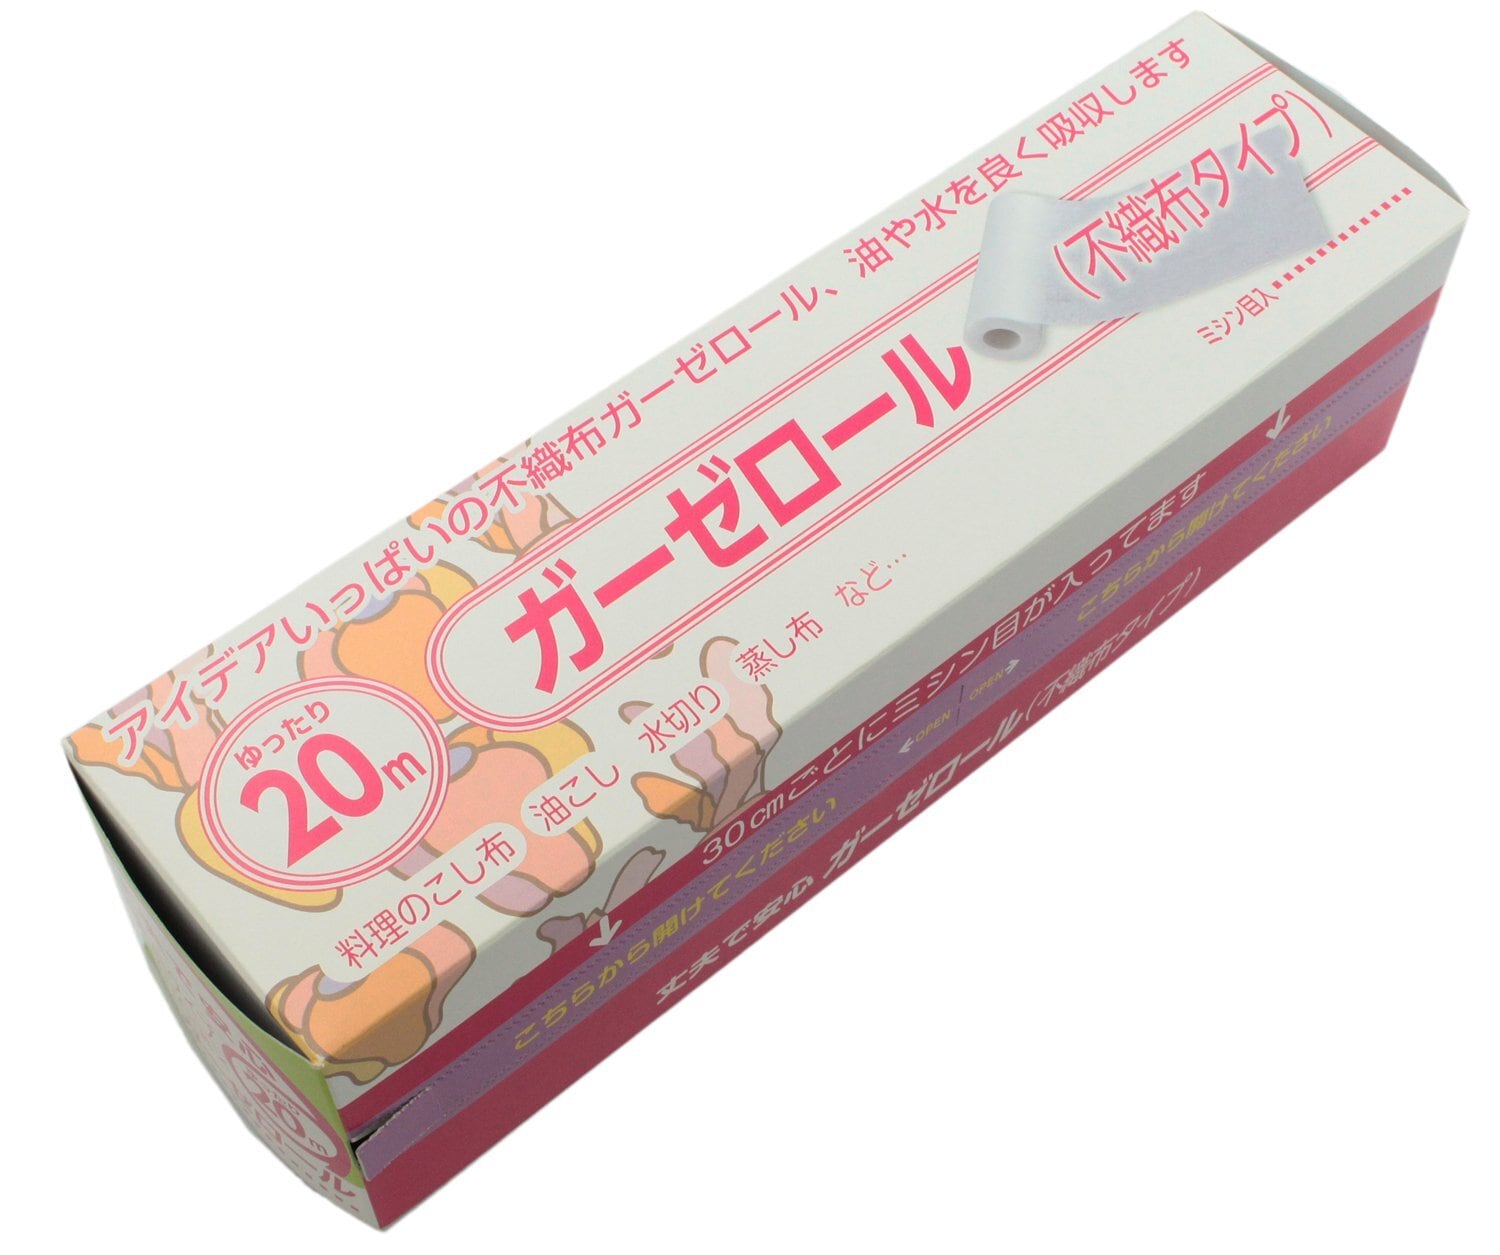 アイデアいっぱいの不織布ガーゼロール、油や水を良く吸収します
ガーゼロール
(不織布タイプ)
ミシン目入
ゆったり
20m
料理のこし布 油こし 水切り 蒸し布 など…
30cmごとにミシン目が入ってます
こちらから開けてください
OPEN OPEN
こちらから開けてください
丈夫で安心 ガーゼロール(不織布タイプ)
20m